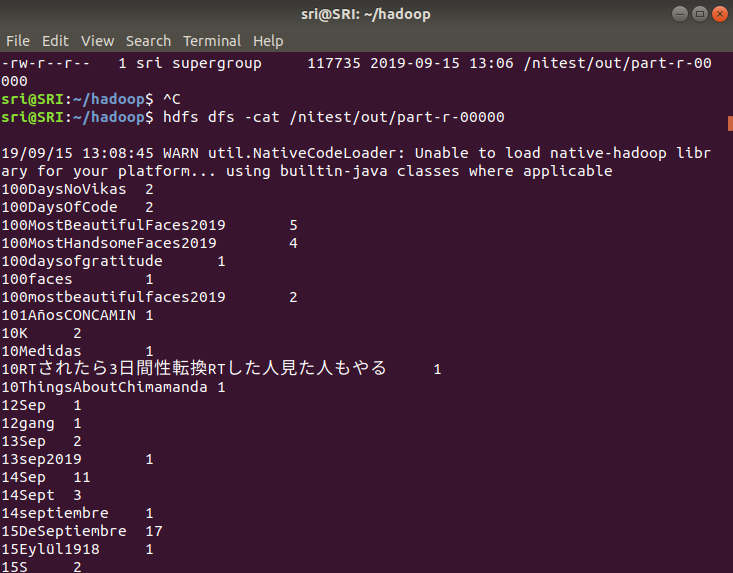 sri@SRI: ~/hadoop
File Edit View Search Terminal Help
-rw-r--r--   1 sri supergroup     117735 2019-09-15 13:06 /nitest/out/part-r-00
000
sri@SRI:~/hadoop$ ^C
sri@SRI:~/hadoop$ hdfs dfs -cat /nitest/out/part-r-00000
19/09/15 13:08:45 WARN util.NativeCodeLoader: Unable to load native-hadoop libr
ary for your platform... using builtin-java classes where applicable
100DaysNoVikas  2
100DaysOfCode   2
100MostBeautifulFaces2019       5
100MostHandsomeFaces2019        4
100daysofgratitude      1
100faces        1
100mostbeautifulfaces2019       2
101AñosCONCAMIN 1
10K     2
10Medidas       1
10RTされたら3日間性転換RTした人見た人もやる     1
10ThingsAboutChimamanda 1
12Sep   1
12gang  1
13Sep   2
13sep2019       1
14Sep   11
14Sept  3
14septiembre    1
15DeSeptiembre  17
15Eylül1918     1
15S     2